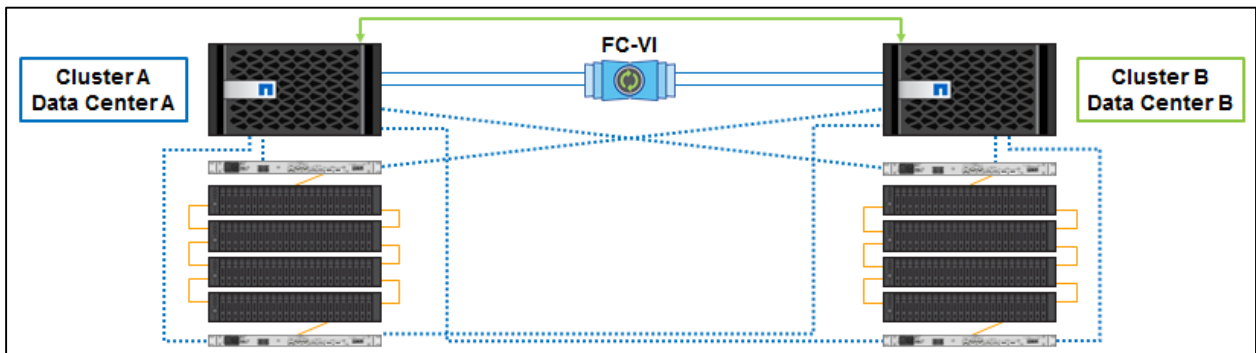 FC-VI
Cluster A
Data Center A
Cluster B
Data Center B